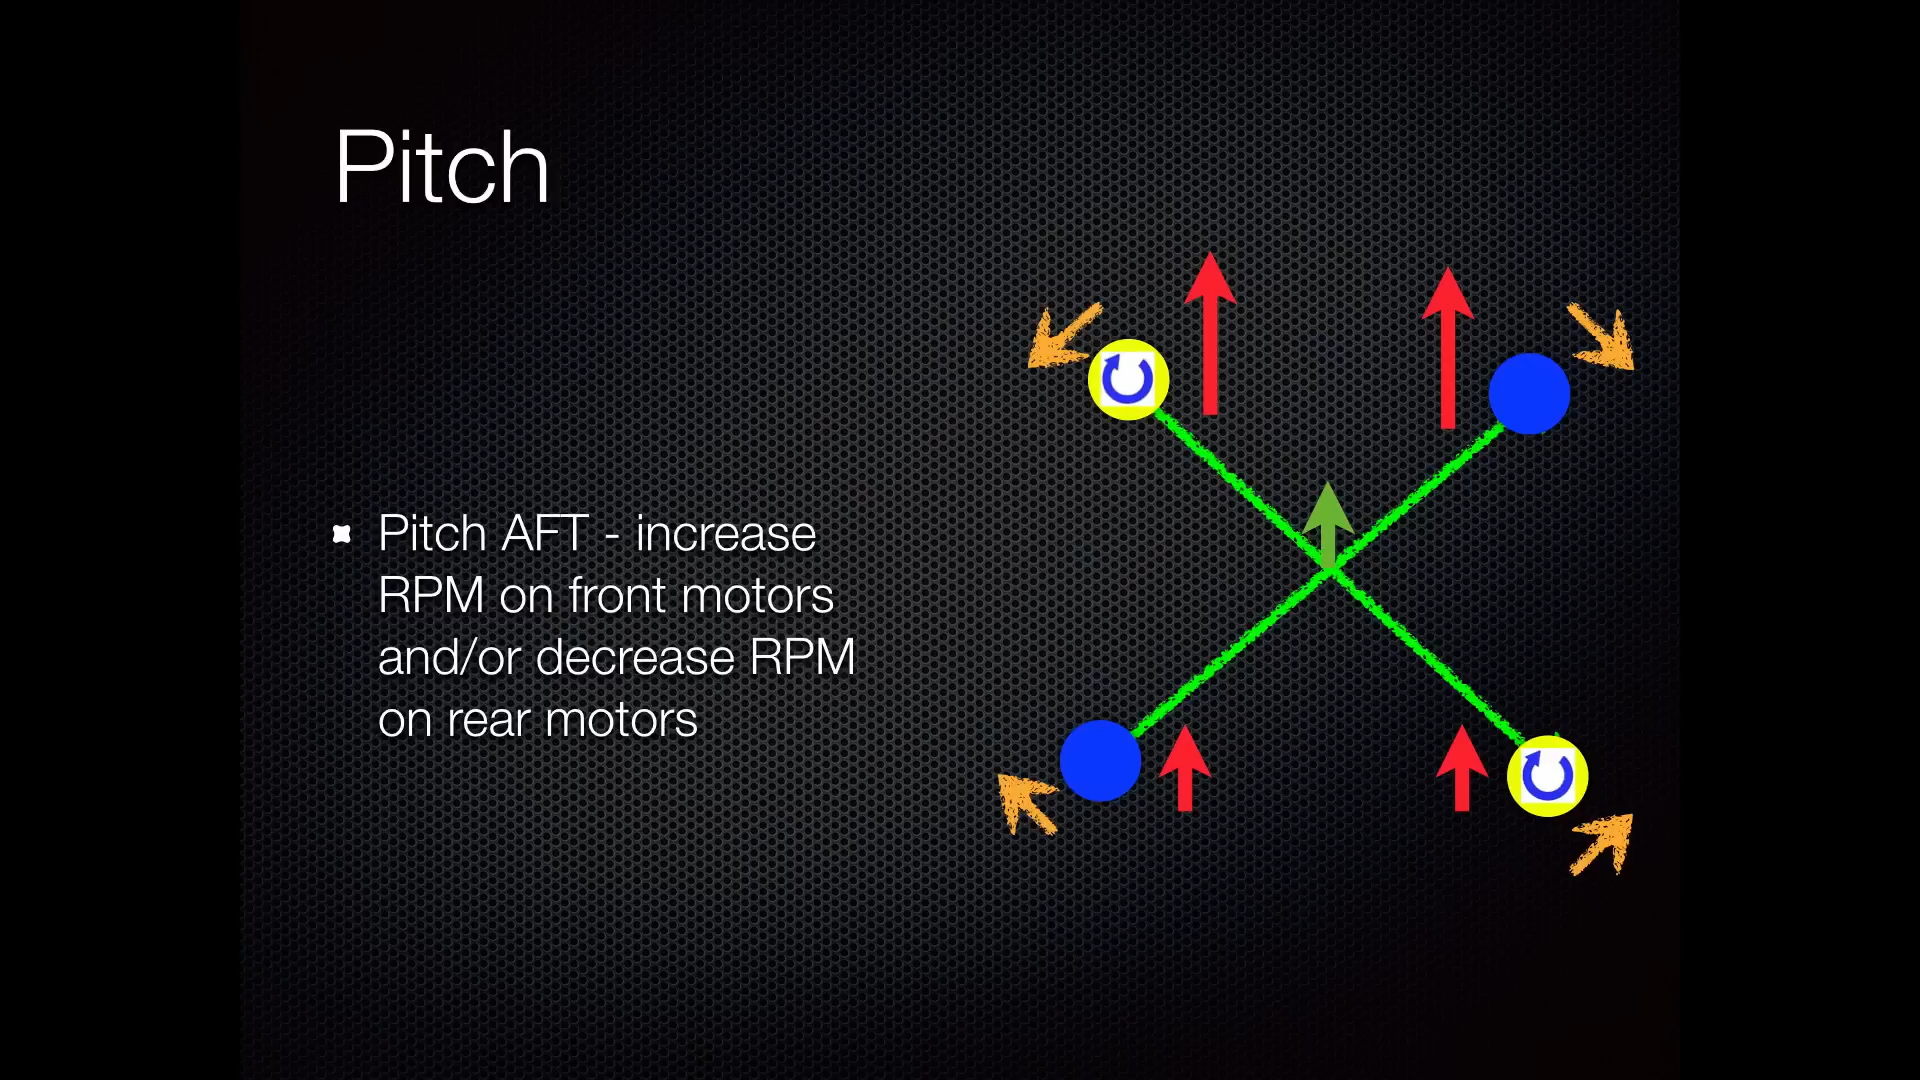 Pitch
Pitch AFT - increase
RPM on front motors
and/or decrease RPM
on rear motors